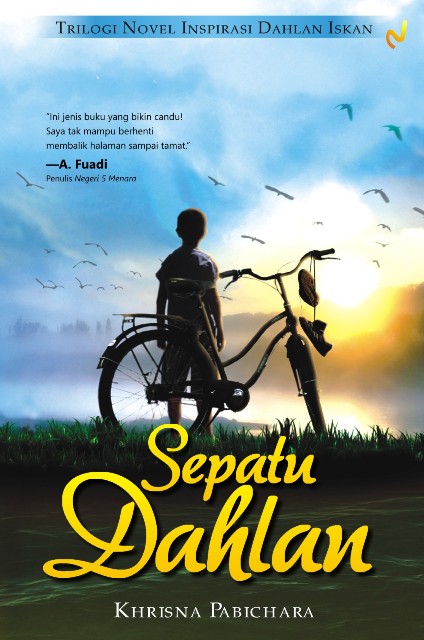 TRILOGI NOVEL INSPIRASI DAHLAN ISKAN
"Ini jenis buku yang bikin candu!
Saya tak mampu berhenti
membalik halaman sampai tamat."
—A. Fuadi
Penulis Negeri 5 Menara
Sepatu
Dahlan
KHRISNA PABICHARA